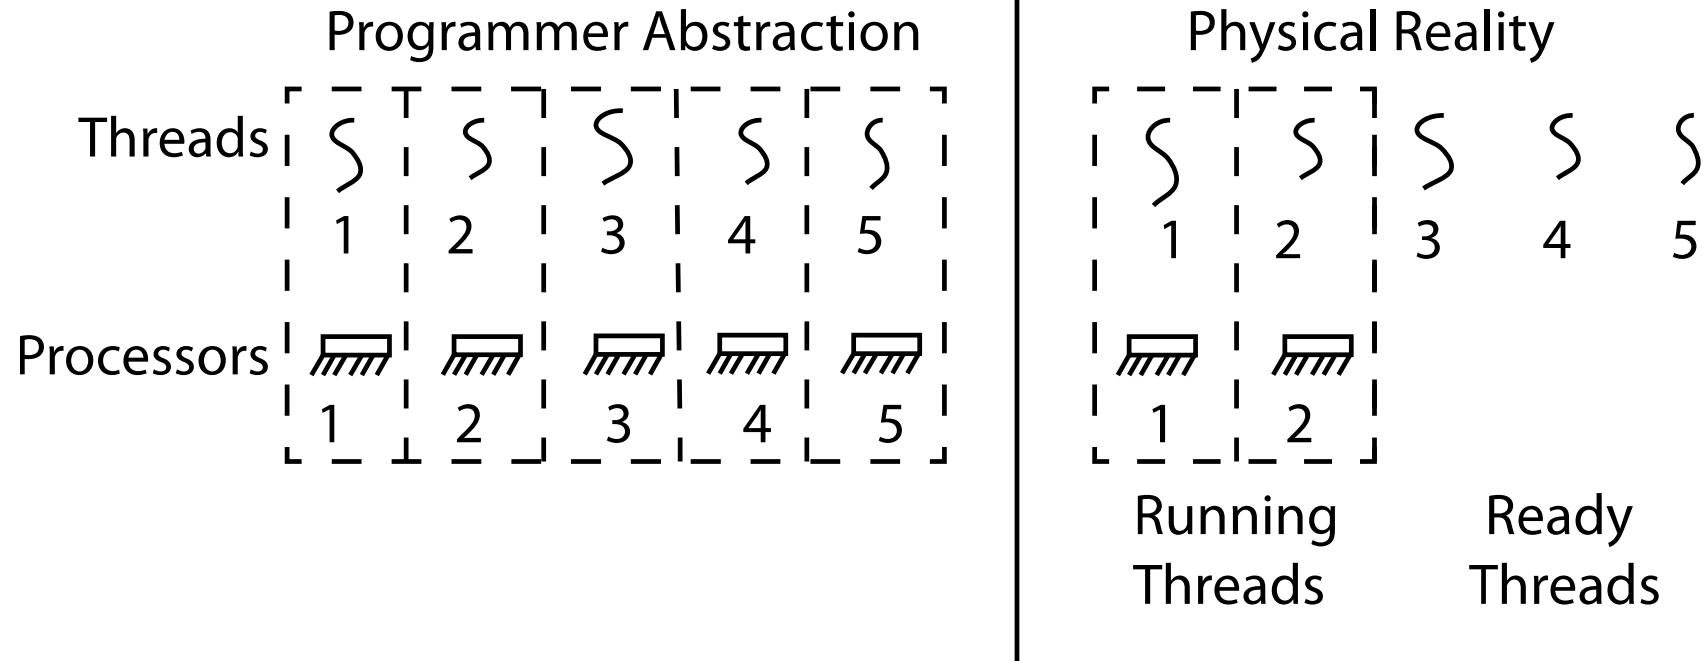 Programmer Abstraction
Threads
1 2 3 4 5
Processors
1 2 3 4 5
Physical Reality
1 2 3 4 5
1 2
Running
Threads
Ready
Threads